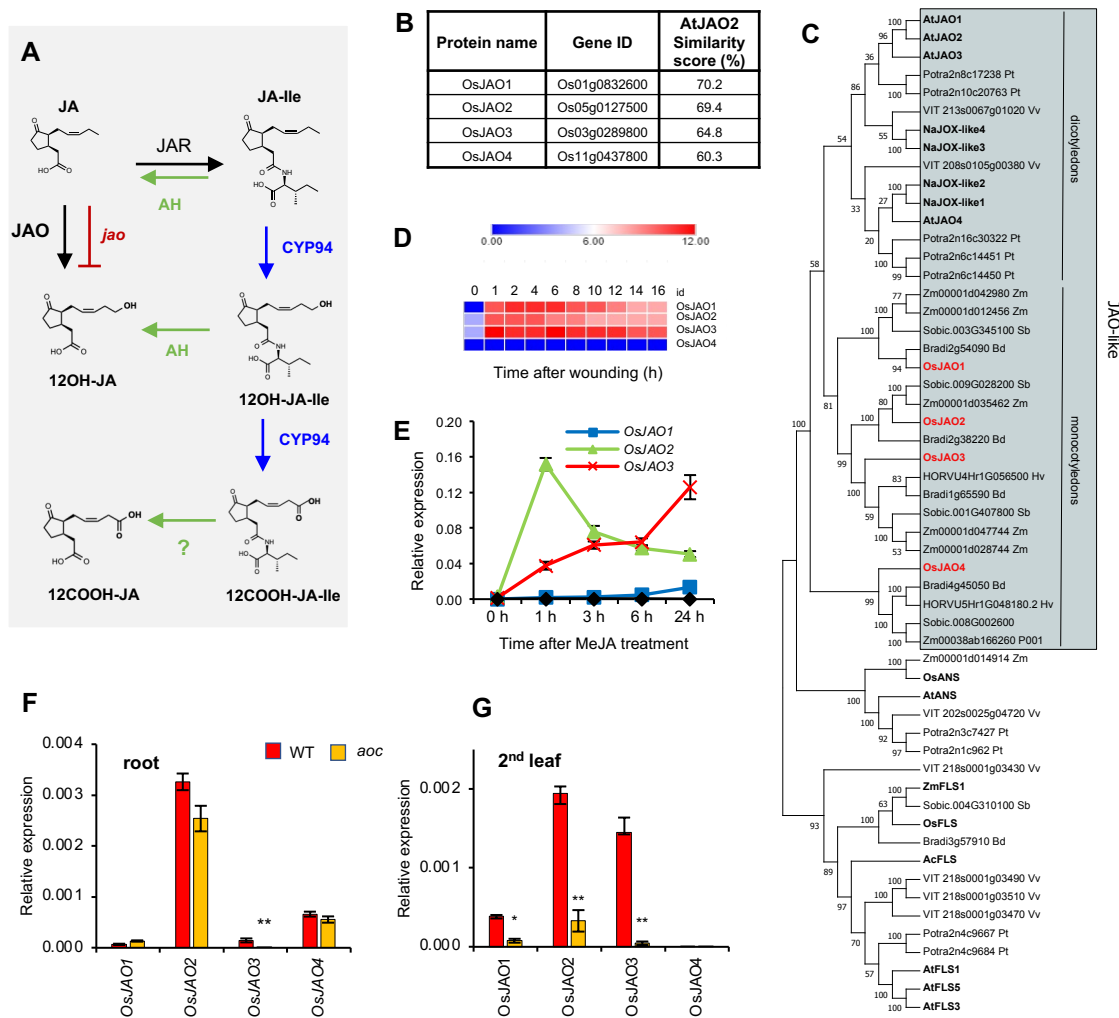 A
JA
JA-Ile
JAR
AH
JAO
jao
CYP94
12OH-JA
AH
12OH-JA-Ile
CYP94
?
12COOH-JA
12COOH-JA-Ile
B
Protein name Gene ID AtJAO2 Similarity score (%)
OsJAO1 Os01g0832600 70.2
OsJAO2 Os05g0127500 69.4
OsJAO3 Os03g0289800 64.8
OsJAO4 Os11g0437800 60.3
D
0.00 6.00 12.00
0 1 2 4 6 8 10 12 14 16 id
OsJAO1
OsJAO2
OsJAO3
OsJAO4
Time after wounding (h)
E
OsJAO1
OsJAO2
OsJAO3
Relative expression
0.20
0.16
0.12
0.08
0.04
0.00
0 h 1 h 3 h 6 h 24 h
Time after MeJA treatment
C
AtJAO1
AtJAO2
AtJAO3
Potra2n8c17238 Pt
Potra2n10c20763 Pt
VIT 213s0067g01020 Vv
NaJOX-like4
NaJOX-like3
VIT 208s0105g00380 Vv
NaJOX-like2
NaJOX-like1
AtJAO4
Potra2n16c30322 Pt
Potra2n6c14451 Pt
Potra2n6c14450 Pt
Zm00001d042980 Zm
Zm00001d012456 Zm
Sobic.003G345100 Sb
Bradi2g54090 Bd
OsJAO1
Sobic.009G028200 Sb
Zm00001d035462 Zm
OsJAO2
Bradi2g38220 Bd
OsJAO3
HORVU4Hr1G056500 Hv
Bradi1g65590 Bd
Sobic.001G407800 Sb
Zm00001d047744 Zm
Zm00001d028744 Zm
OsJAO4
Bradi4g45050 Bd
HORVU5Hr1G048180.2 Hv
Sobic.008G002600
Zm00038ab166260 P001
Zm00001d014914 Zm
OsANS
AtANS
VIT 202s0025g04720 Vv
Potra2n3c7427 Pt
Potra2n1c962 Pt
VIT 218s0001g03430 Vv
ZmFLS1
Sobic.004G310100 Sb
OsFLS
Bradi3g57910 Bd
AcFLS
VIT 218s0001g03490 Vv
VIT 218s0001g03510 Vv
VIT 218s0001g03470 Vv
Potra2n4c9667 Pt
Potra2n4c9684 Pt
AtFLS1
AtFLS5
AtFLS3
dicotyledons
monocotyledons
JAO-like
F
root
WT aoc
Relative expression
0.004
0.003
0.002
0.001
0.000
**
OsJAO1 OsJAO2 OsJAO3 OsJAO4
G
2nd leaf
Relative expression
0.002
0.001
0.000
* ** **
OsJAO1 OsJAO2 OsJAO3 OsJAO4